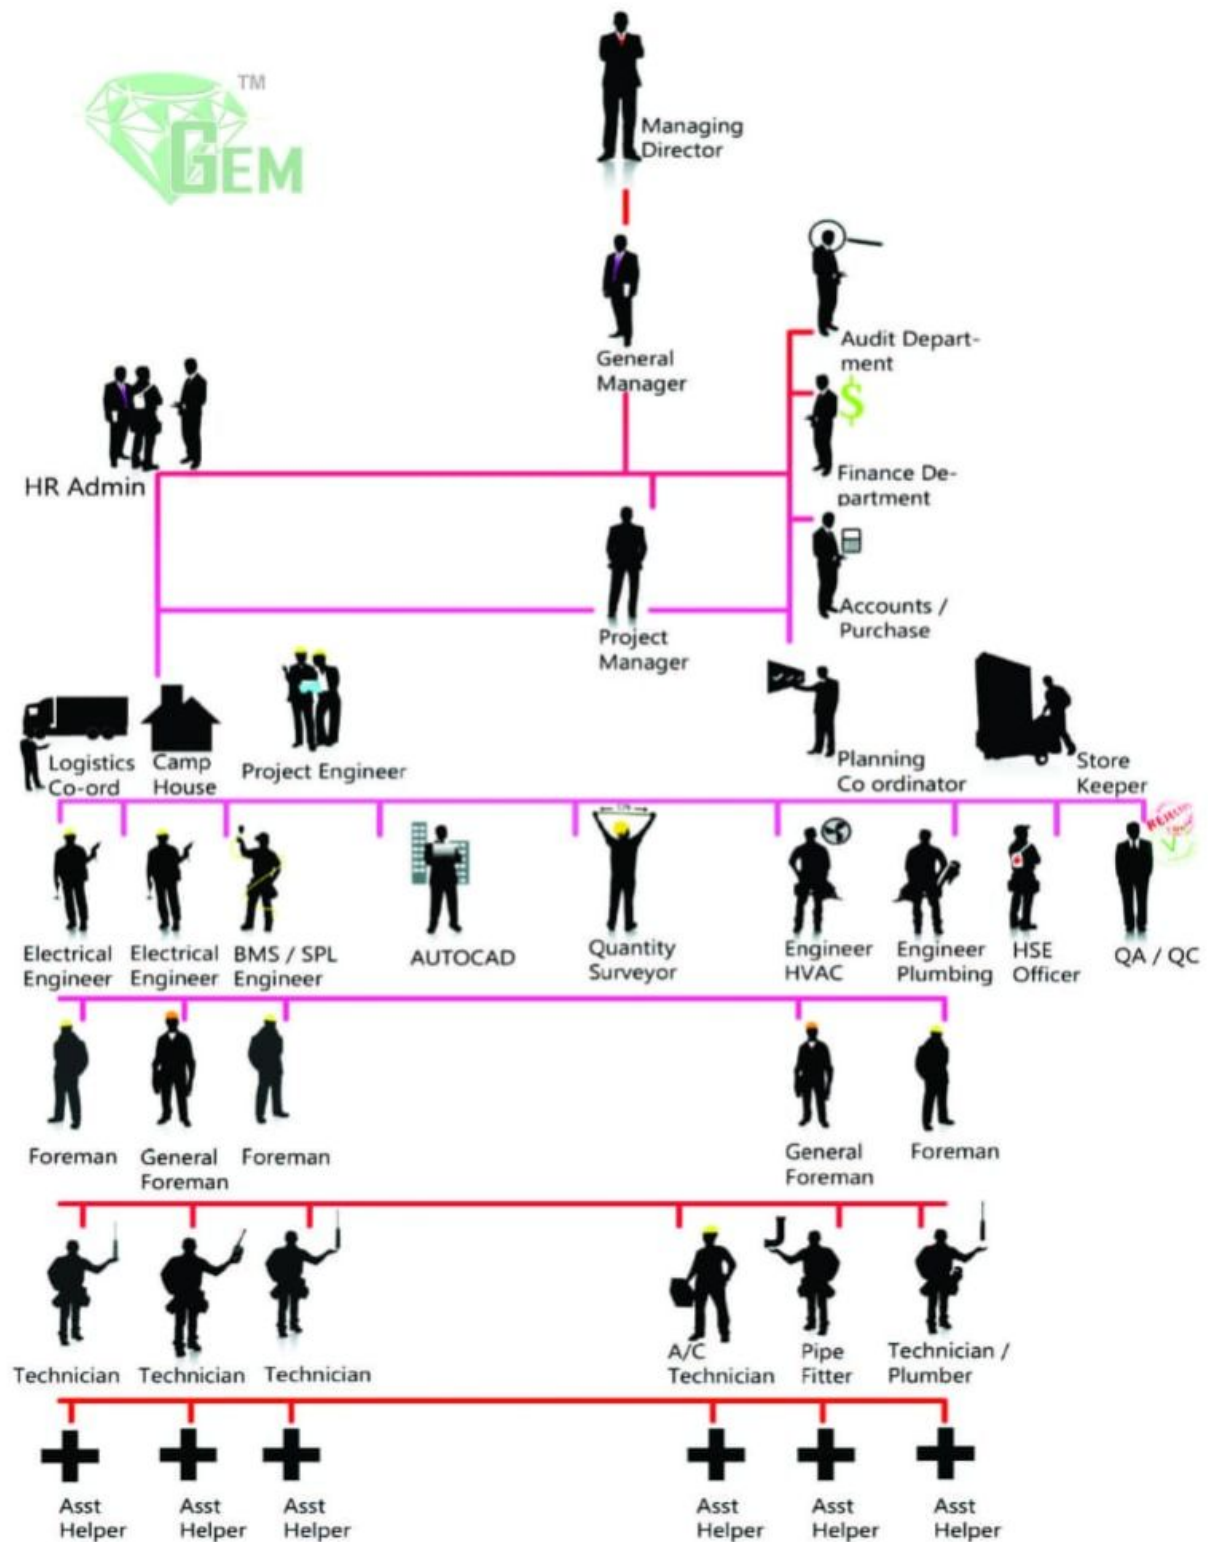 TM
GEM
Managing
Director
General
Manager
Audit Depart-
ment
$
HR Admin
Finance De-
partment
Accounts /
Purchase
Project
Manager
Logistics
Co-ord
Camp
House
Project Engineer
Planning
Co ordinator
Store
Keeper
Electrical
Engineer
Electrical
Engineer
BMS / SPL
Engineer
AUTOCAD
Quantity
Surveyor
Engineer
HVAC
Engineer
Plumbing
HSE
Officer
QA / QC
Foreman
General
Foreman
Foreman
General
Foreman
Foreman
Technician
Technician
Technician
A/C
Technician
Pipe
Fitter
Technician /
Plumber
Asst
Helper
Asst
Helper
Asst
Helper
Asst
Helper
Asst
Helper
Asst
Helper